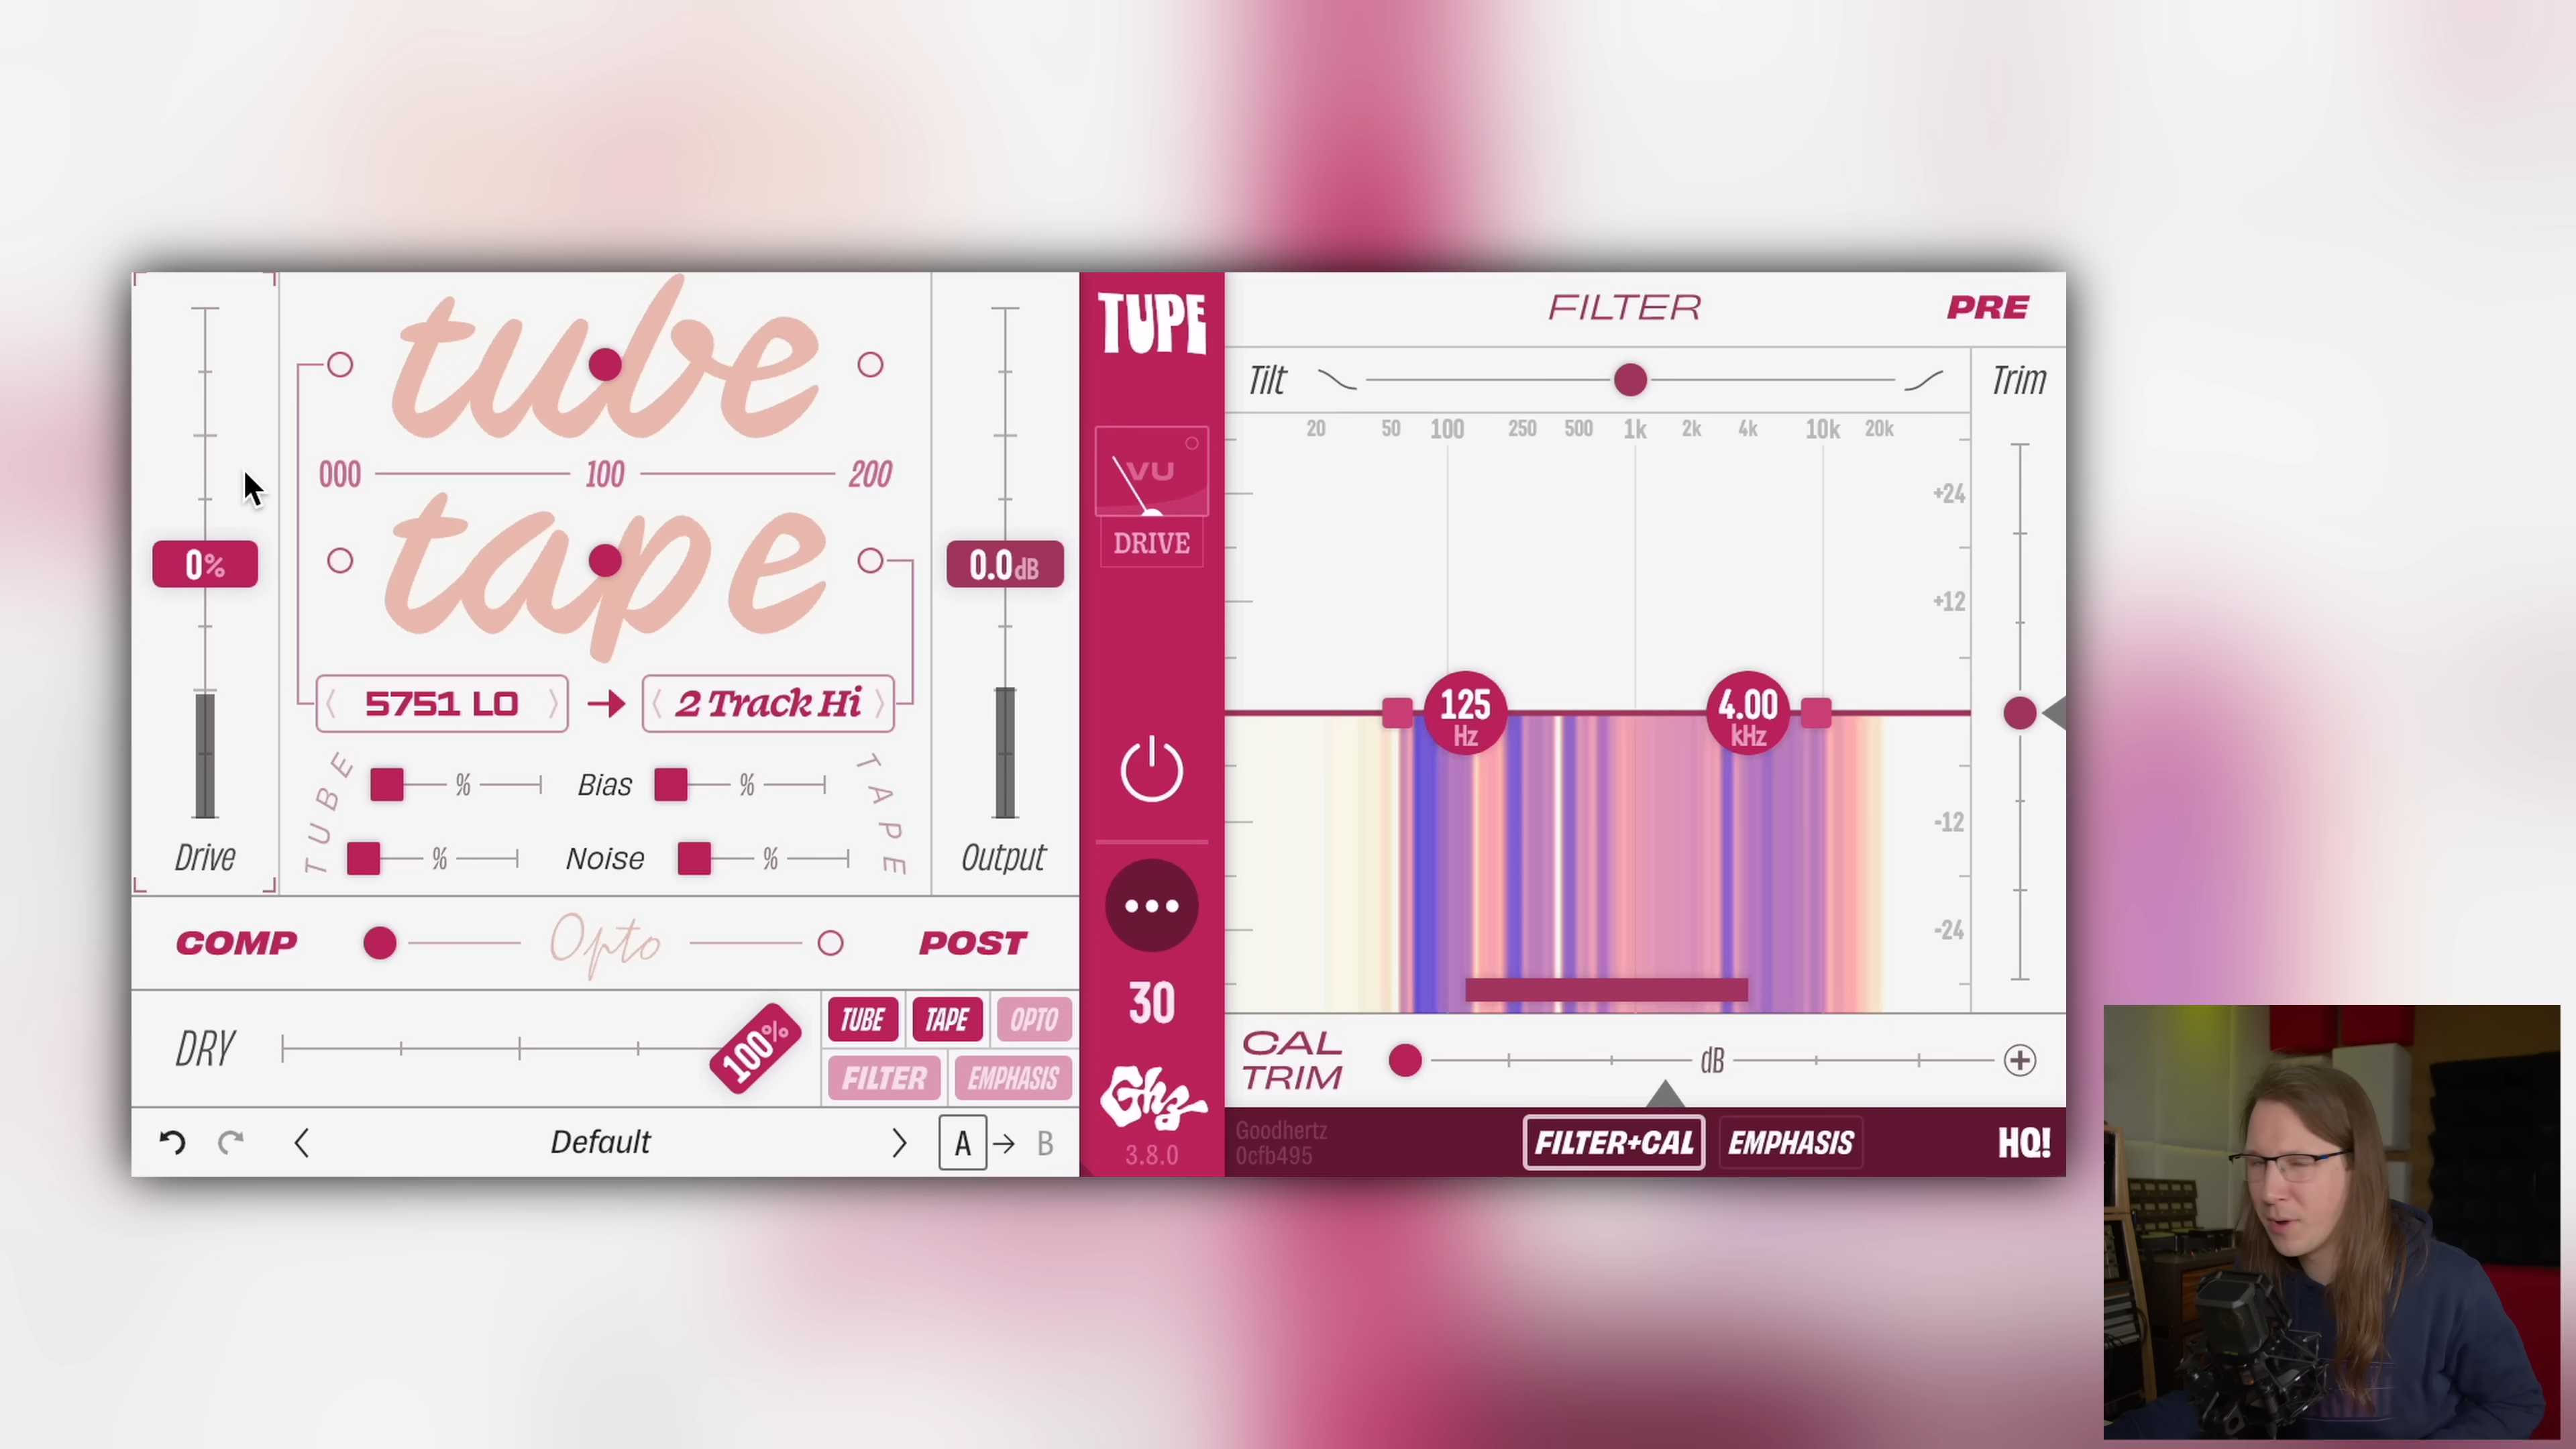 tube
000 100 200
tape
0%
0.0 dB
5751 LO → 2 Track Hi
TUBE
% Bias %
TAPE
% Noise %
Drive
Output
COMP Opto POST
DRY 100%
TUBE TAPE OPTO
FILTER EMPHASIS
< Default > A → B
TUPE
VU
DRIVE
30
Ghz
3.8.0
FILTER PRE
Tilt Trim
20 50 100 250 500 1k 2k 4k 10k 20k
+24
+12
125 Hz
4.00 kHz
-12
-24
CAL TRIM dB
Goodhertz
0cfb495
FILTER+CAL EMPHASIS HQ!